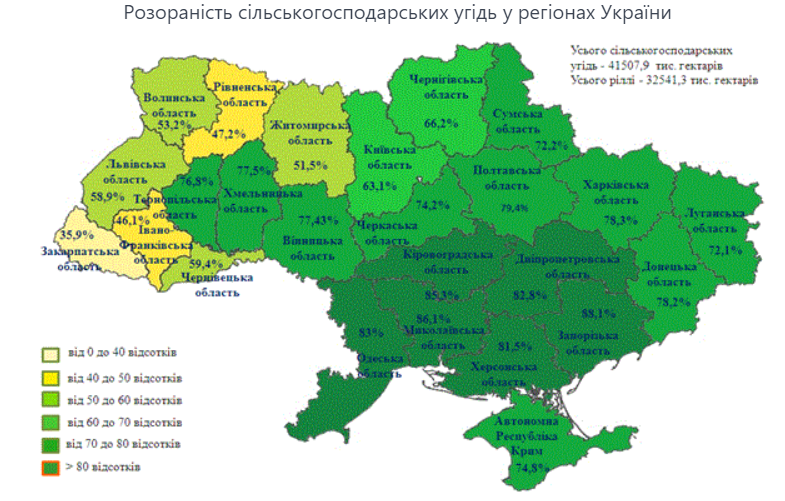 Розораність сільськогосподарських угідь у регіонах України
Усього сільськогосподарських
угідь - 41507,9 тис. гектарів
Усього ріллі - 32541,3 тис. гектарів
Волинська
область
53,2%
Рівненська
область
47,2%
Житомирська
область
51,5%
Київська
область
63,1%
Чернігівська
область
66,2%
Сумська
область
72,2%
Львівська
область
58,9%
Тернопільська
область
76,8%
Хмельницька
область
77,5%
77,43%
Вінницька
область
74,2%
Черкаська
область
Полтавська
область
79,4%
Харківська
область
78,3%
Луганська
область
72,1%
Донецька
область
78,2%
35,9%
Закарпатська
область
46,1%
Івано
Франківська
область
59,4%
Чернівецька
область
Кіровоградська
область
85,3%
Дніпропетровська
область
82,8%
83%
Одеська
область
86,1%
Миколаївська
область
88,1%
Запорізька
область
81,5%
Херсонська
область
Автономна
Республіка
Крим
74,8%
від 0 до 40 відсотків
від 40 до 50 відсотків
від 50 до 60 відсотків
від 60 до 70 відсотків
від 70 до 80 відсотків
> 80 відсотків